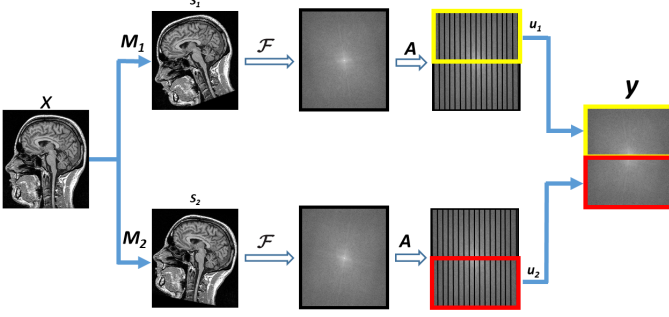 S₁
M₁
𝓕
A
u₁
X
y
S₂
M₂
𝓕
A
u₂